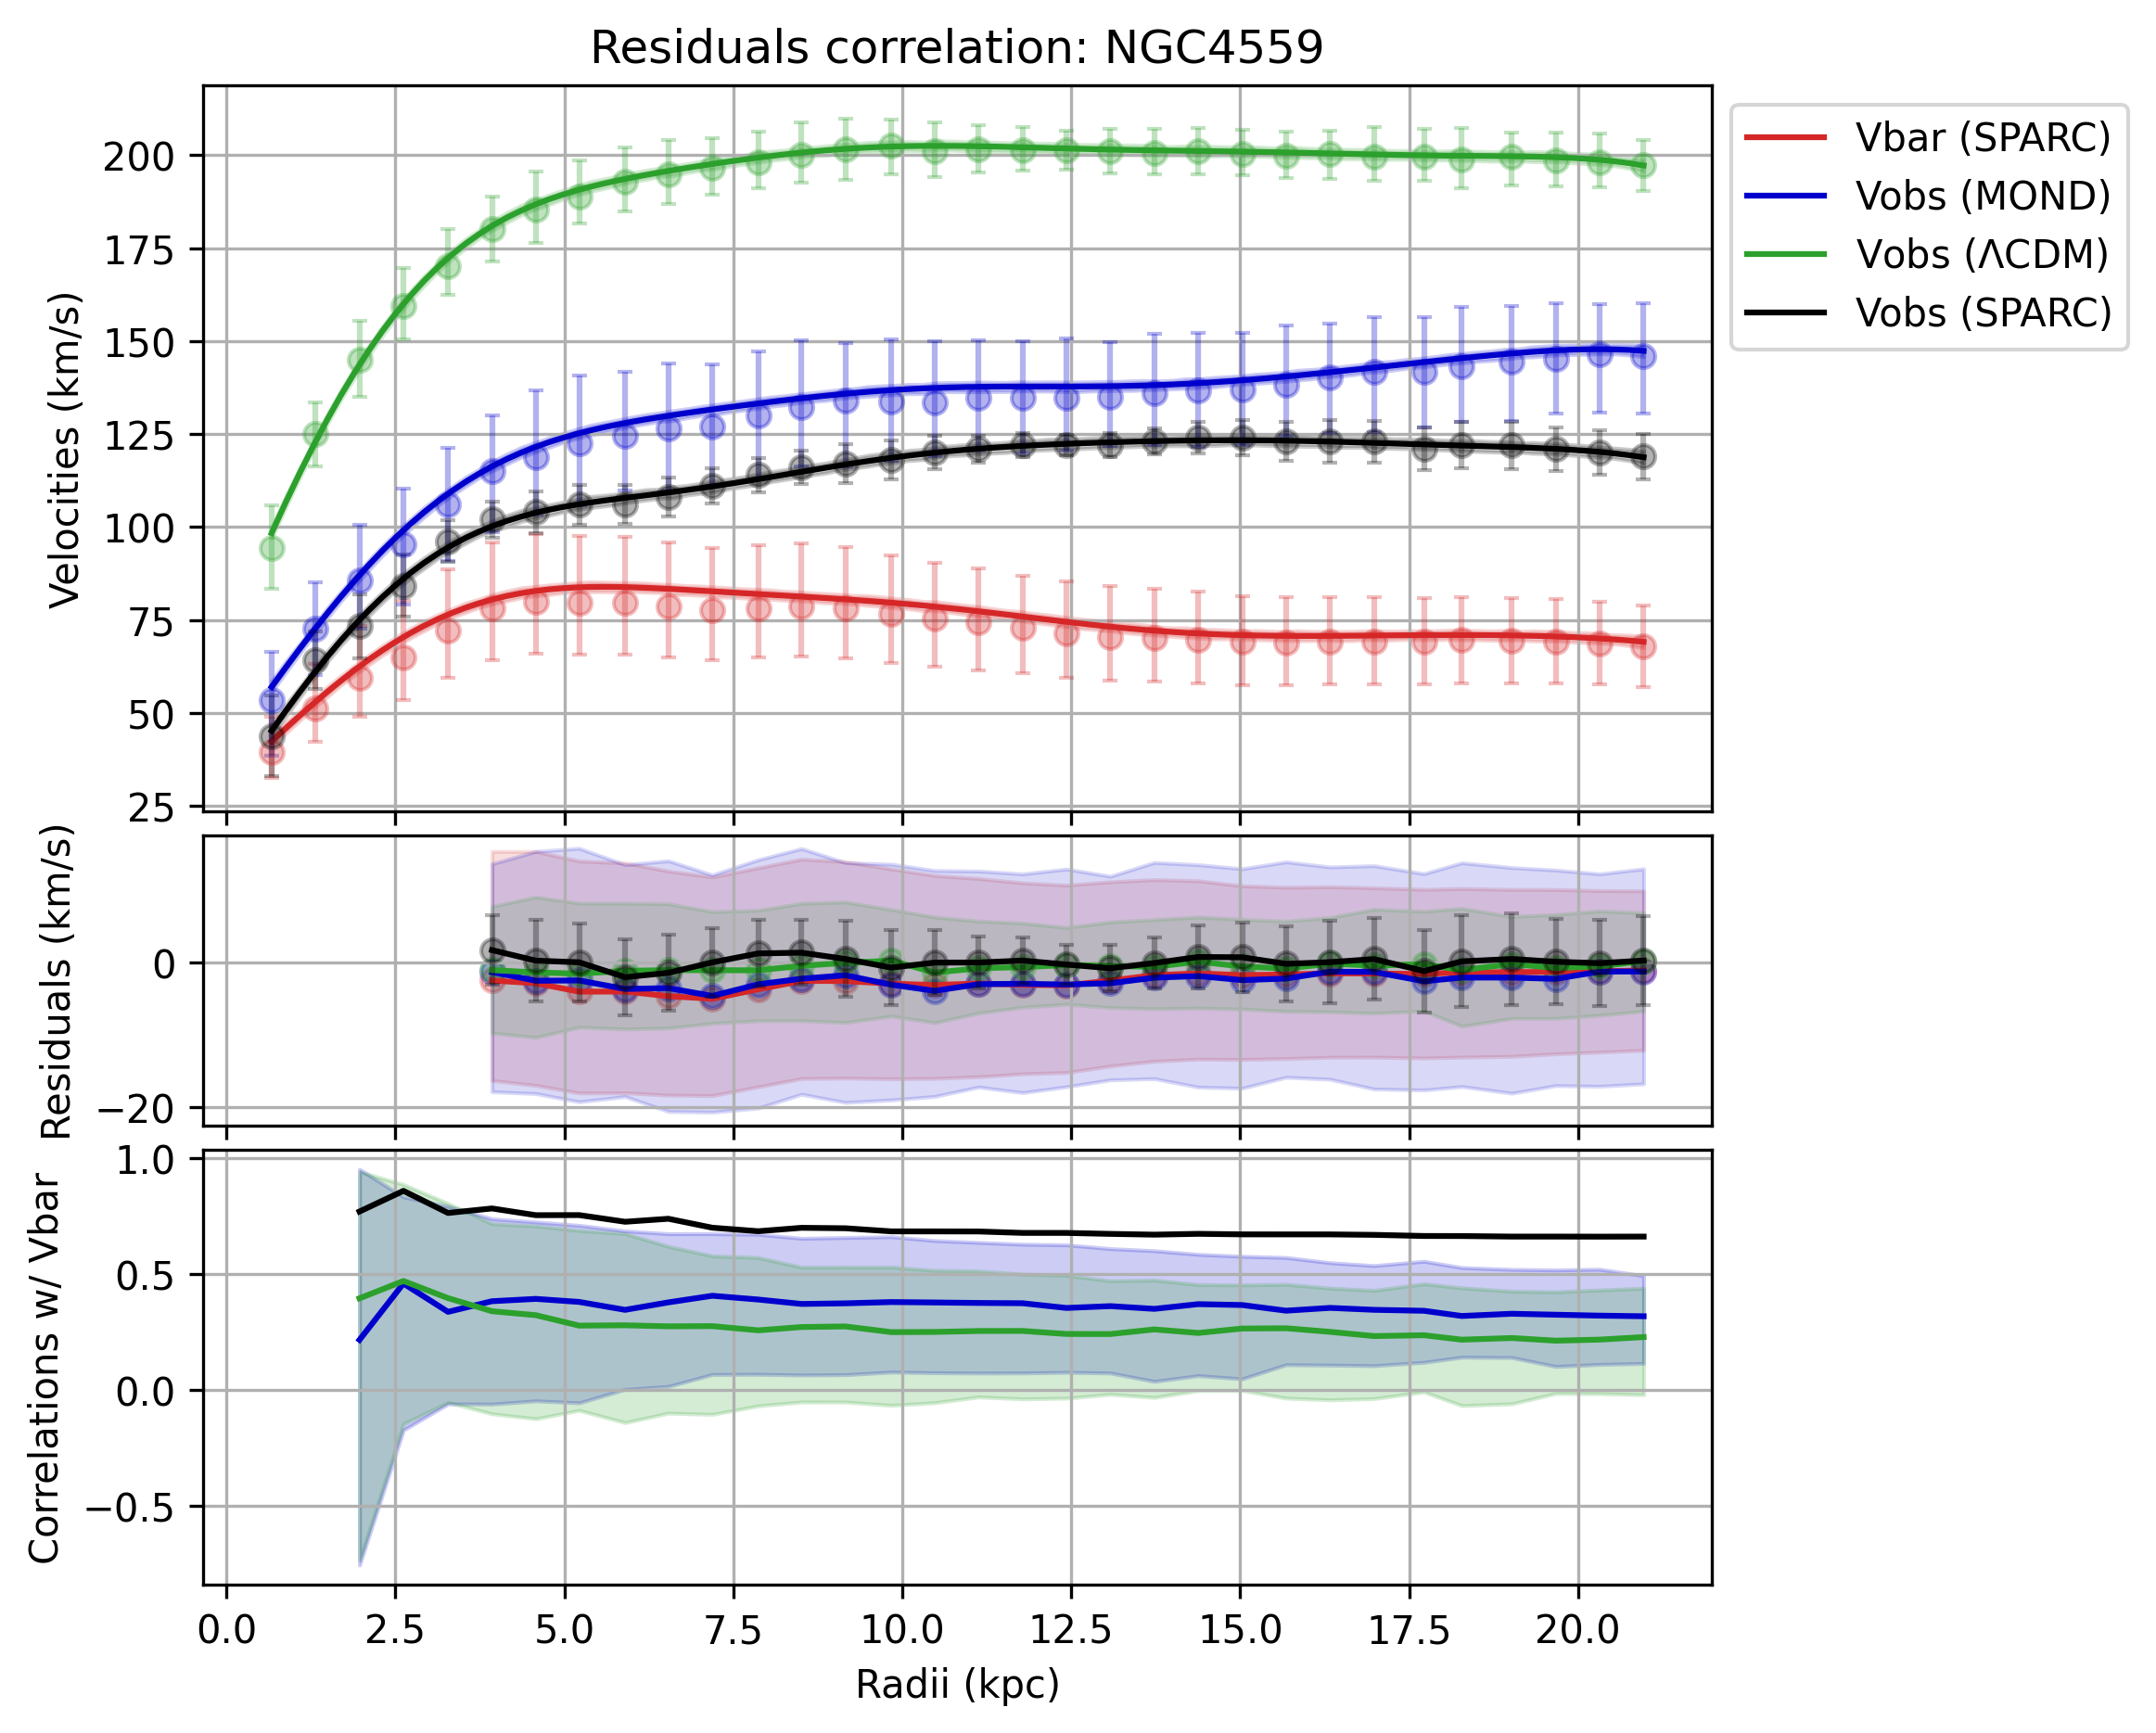 Residuals correlation: NGC4559
Velocities (km/s)
200
175
150
125
100
75
50
25
Vbar (SPARC)
Vobs (MOND)
Vobs (ΛCDM)
Vobs (SPARC)
Residuals (km/s)
0
−20
Correlations w/ Vbar
1.0
0.5
0.0
−0.5
0.0 2.5 5.0 7.5 10.0 12.5 15.0 17.5 20.0
Radii (kpc)